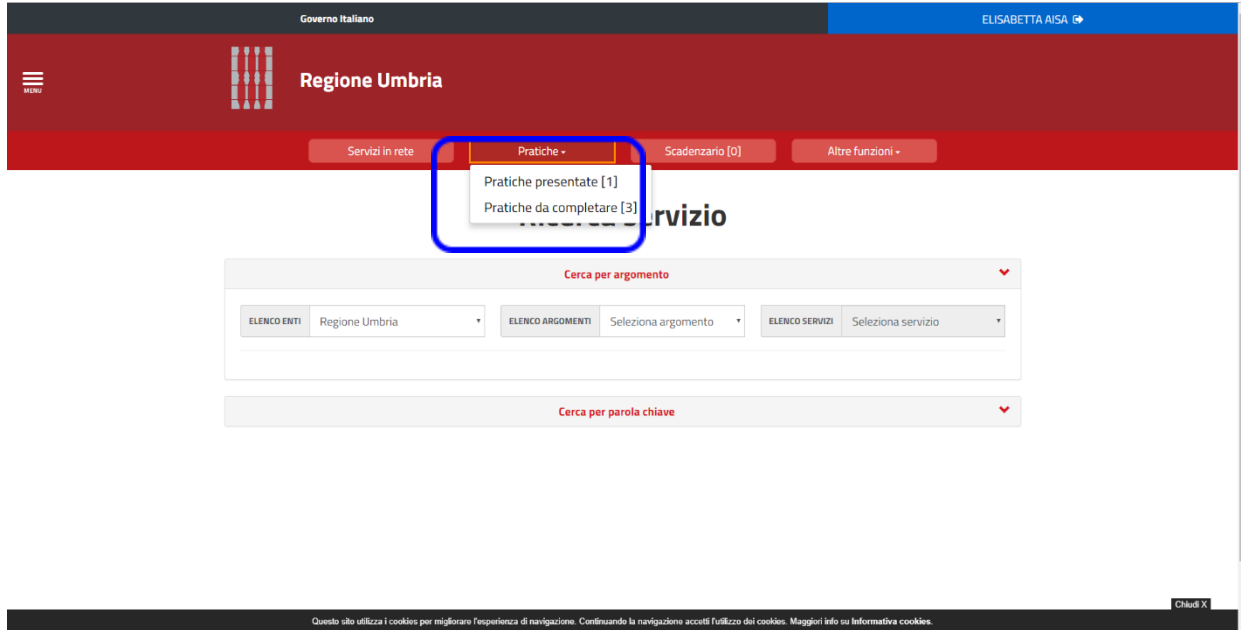 Governo Italiano
ELISABETTA AISA
MENU
Regione Umbria
Servizi in rete
Pratiche
Scadenzario [0]
Altre funzioni
Pratiche presentate [1]
Pratiche da completare [3]
Ricerca Servizio
Cerca per argomento
ELENCO ENTI Regione Umbria
ELENCO ARGOMENTI Seleziona argomento
ELENCO SERVIZI Seleziona servizio
Cerca per parola chiave
Chiudi X
Questo sito utilizza i cookies per migliorare l'esperienza di navigazione. Continuando la navigazione accetti l'utilizzo dei cookies. Maggiori info su Informativa cookies.